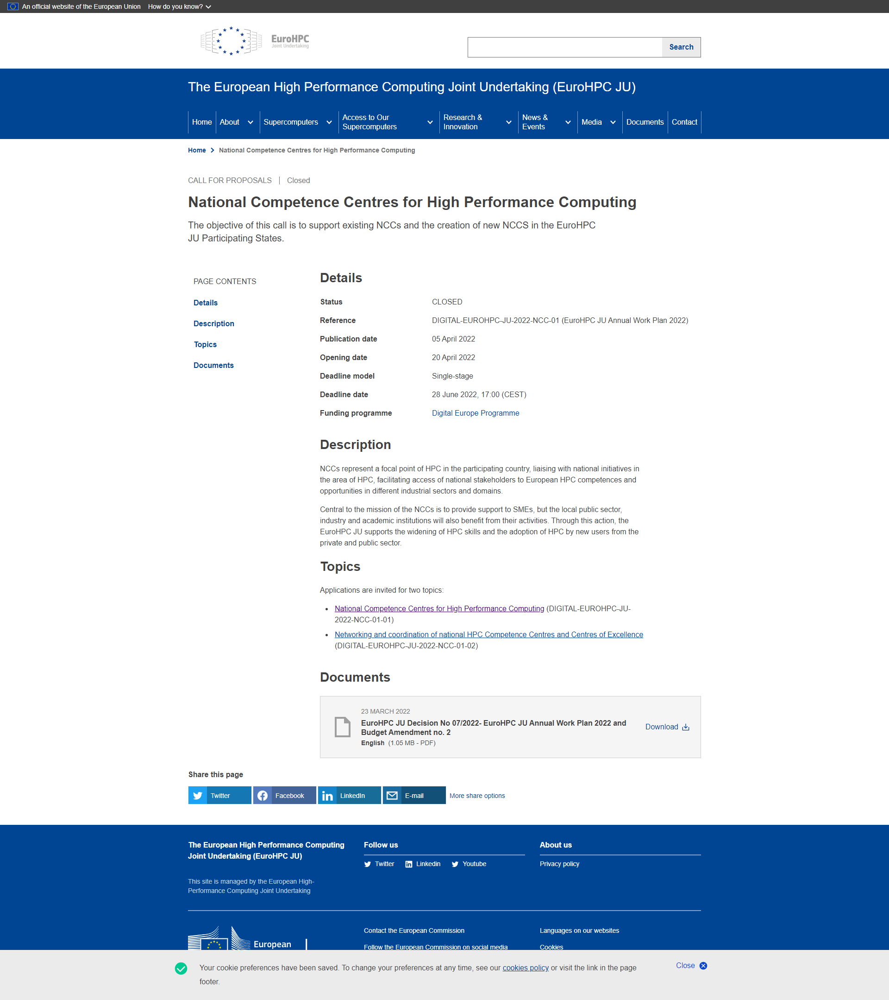 An official website of the European Union How do you know?
EuroHPC
Joint Undertaking
Search
The European High Performance Computing Joint Undertaking (EuroHPC JU)
Home About Supercomputers Access to Our Supercomputers Research & Innovation News & Events Media Documents Contact
Home National Competence Centres for High Performance Computing
CALL FOR PROPOSALS | Closed
National Competence Centres for High Performance Computing
The objective of this call is to support existing NCCs and the creation of new NCCS in the EuroHPC
JU Participating States.
PAGE CONTENTS
Details
Description
Topics
Documents
Details
Status CLOSED
Reference DIGITAL-EUROHPC-JU-2022-NCC-01 (EuroHPC JU Annual Work Plan 2022)
Publication date 05 April 2022
Opening date 20 April 2022
Deadline model Single-stage
Deadline date 28 June 2022, 17:00 (CEST)
Funding programme Digital Europe Programme
Description
NCCs represent a focal point of HPC in the participating country, liaising with national initiatives in
the area of HPC, facilitating access of national stakeholders to European HPC competences and
opportunities in different industrial sectors and domains.
Central to the mission of the NCCs is to provide support to SMEs, but the local public sector,
industry and academic institutions will also benefit from their activities. Through this action, the
EuroHPC JU supports the widening of HPC skills and the adoption of HPC by new users from the
private and public sector.
Topics
Applications are invited for two topics:
• National Competence Centres for High Performance Computing (DIGITAL-EUROHPC-JU-
2022-NCC-01-01)
• Networking and coordination of national HPC Competence Centres and Centres of Excellence
(DIGITAL-EUROHPC-JU-2022-NCC-01-02)
Documents
23 MARCH 2022
EuroHPC JU Decision No 07/2022- EuroHPC JU Annual Work Plan 2022 and
Budget Amendment no. 2
English (1.05 MB - PDF)
Download
Share this page
Twitter Facebook LinkedIn E-mail More share options
The European High Performance Computing
Joint Undertaking (EuroHPC JU)
This site is managed by the European High-
Performance Computing Joint Undertaking
Follow us
Twitter Linkedin Youtube
About us
Privacy policy
European
Contact the European Commission
Follow the European Commission on social media
Languages on our websites
Cookies
Your cookie preferences have been saved. To change your preferences at any time, see our cookies policy or visit the link in the page
footer.
Close